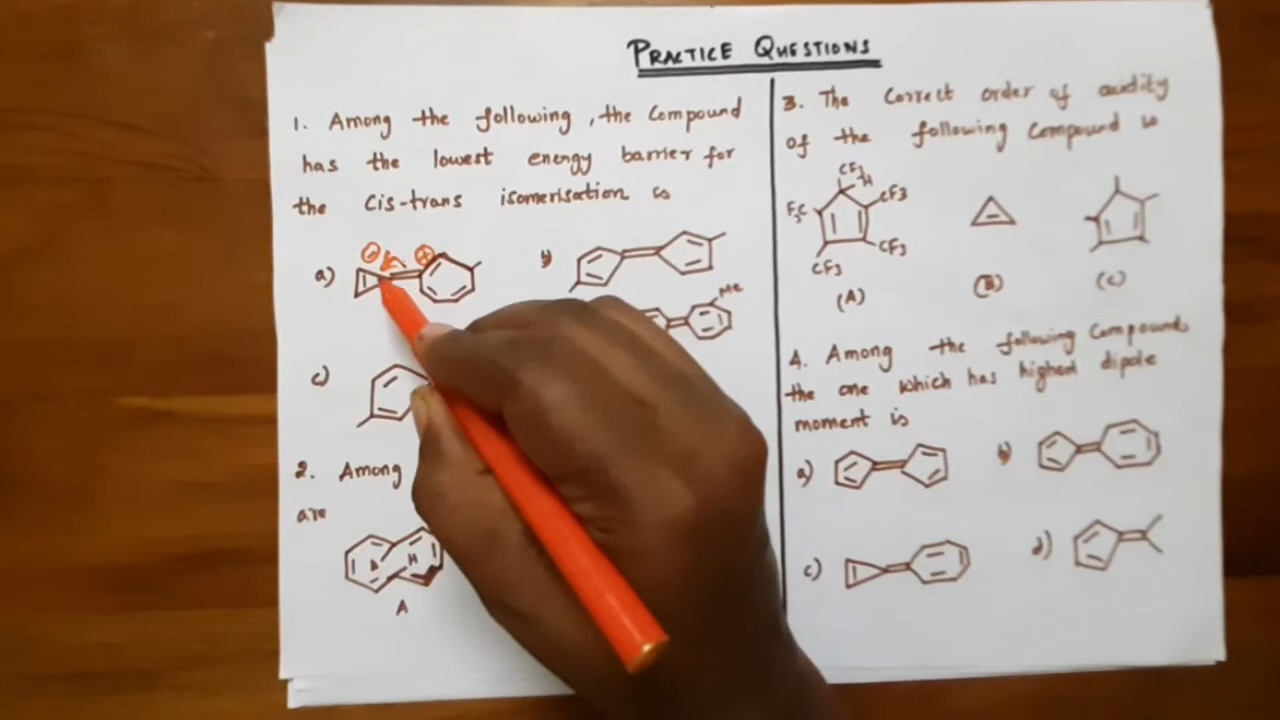 PRACTICE QUESTIONS
1. Among the following, the Compound
has the lowest energy barrier for
the cis-trans isomerisation is
a)
⊖ ⊕
b)
Me
c)
2. Among
are
H
A
3. The Correct order of acidity
of the following Compound is
CF3
H
F3C
CF3
CF3
CF3
(A)
(B)
(C)
4. Among the following Compounds
the one which has highest dipole
moment is
a)
b)
c)
d)